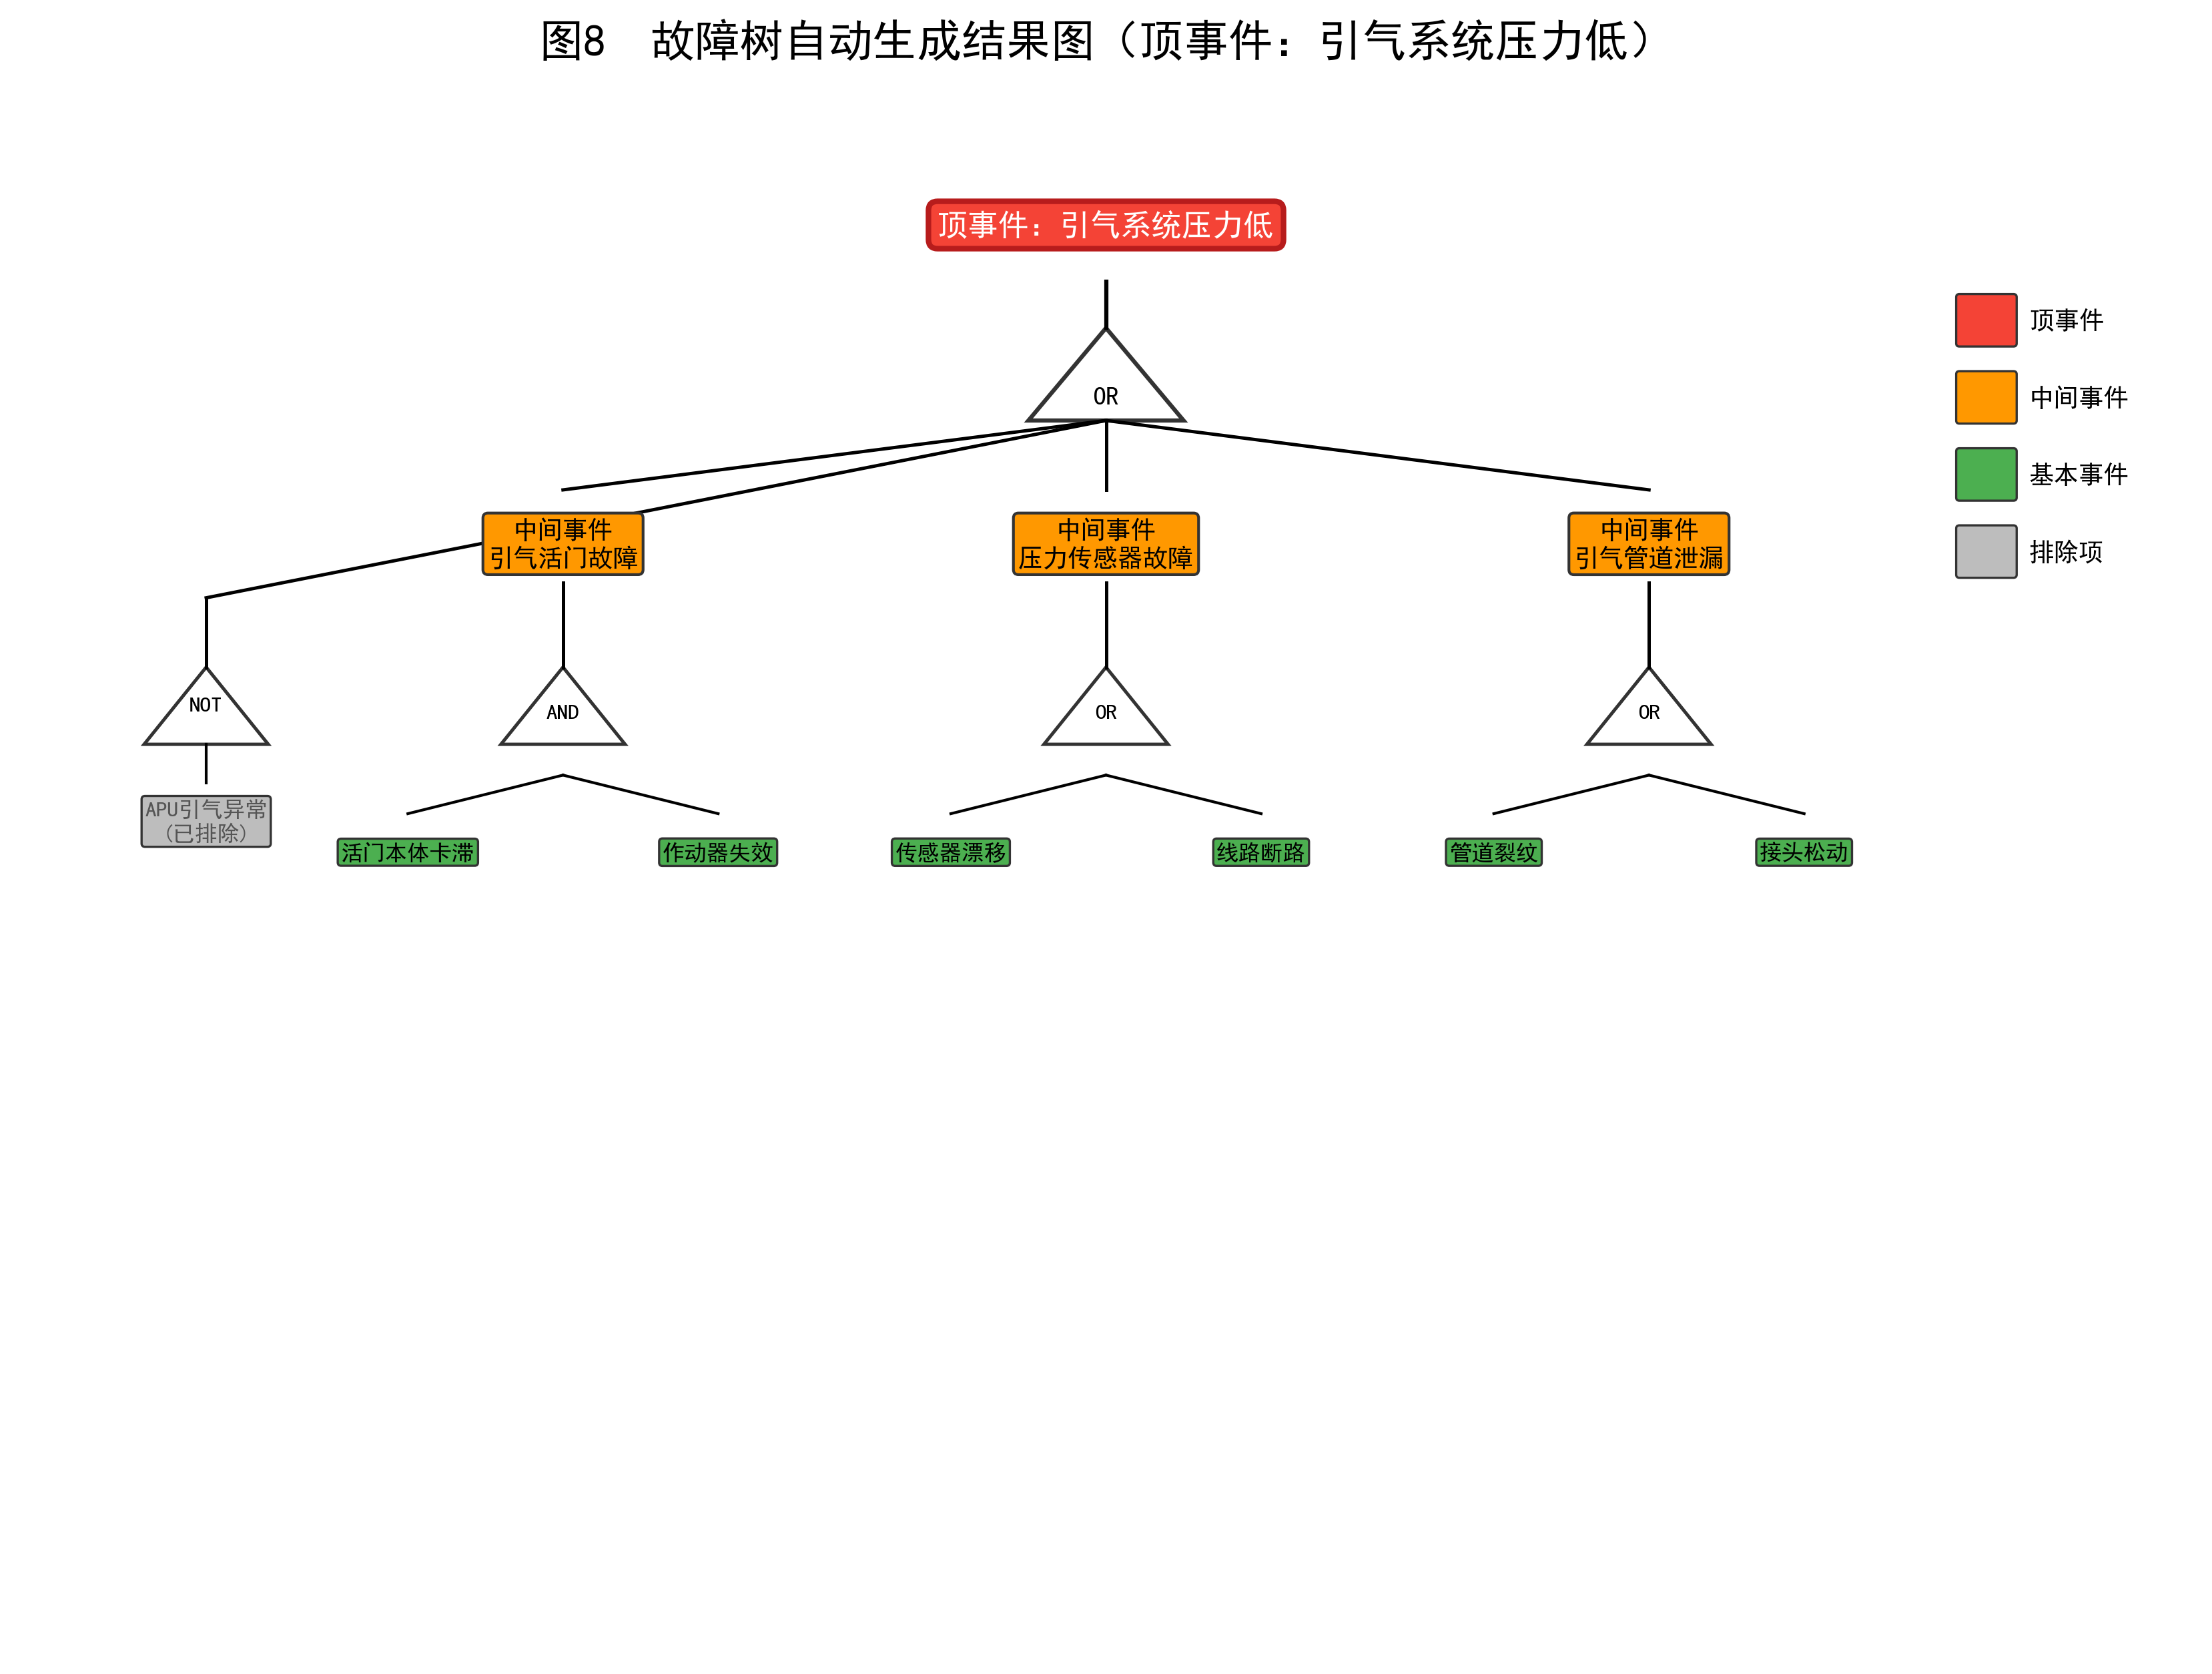 图8  故障树自动生成结果图（顶事件：引气系统压力低）
顶事件：引气系统压力低
顶事件
OR
中间事件
基本事件
中间事件
引气活门故障
中间事件
压力传感器故障
中间事件
引气管道泄漏
排除项
NOT
AND
OR
OR
APU引气异常
（已排除）
活门本体卡滞
作动器失效
传感器漂移
线路断路
管道裂纹
接头松动